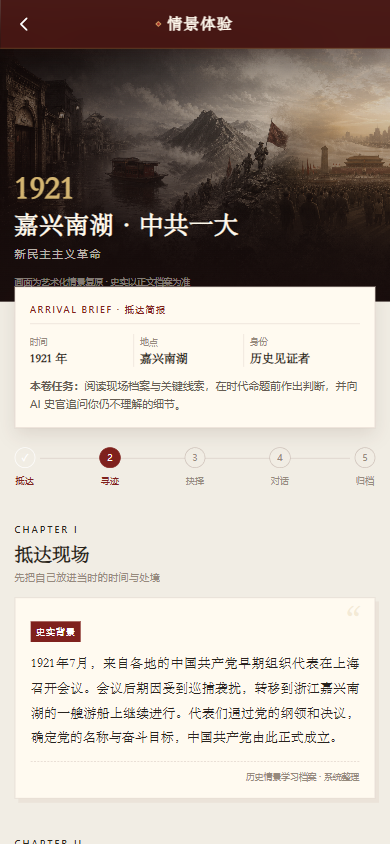 情景体验
1921
嘉兴南湖·中共一大
新民主主义革命
画面为艺术化情景复原·史实以正文档案为准
ARRIVAL BRIEF · 抵达简报
时间
地点
身份
1921 年
嘉兴南湖
历史见证者
本卷任务：阅读现场档案与关键线索，在时代命题前作出判断，并向
AI 史官追问你仍不理解的细节。
✓
2
3
4
5
抵达
寻迹
抉择
对话
归档
CHAPTER I
抵达现场
先把自己放进当时的时间与处境
“
史实背景
1921年7月，来自各地的中国共产党早期组织代表在上海
召开会议。会议后期因受到巡捕袭扰，转移到浙江嘉兴南
湖的一艘游船上继续进行。代表们通过党的纲领和决议，
确定党的名称与奋斗目标，中国共产党由此正式成立。
历史情景学习档案·系统整理
CHAPTER II